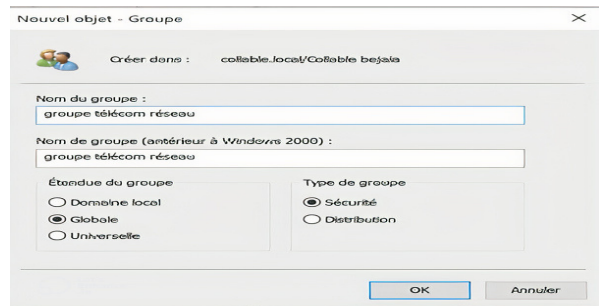 Nouvel objet - Groupe
Créer dans : collable.local/Collable bejaia
Nom du groupe :
groupe télécom réseau
Nom de groupe (antérieur à Windows 2000) :
groupe télécom réseau
Étendue du groupe
Domaine local
Globale
Universelle
Type de groupe
Sécurité
Distribution
OK
Annuler